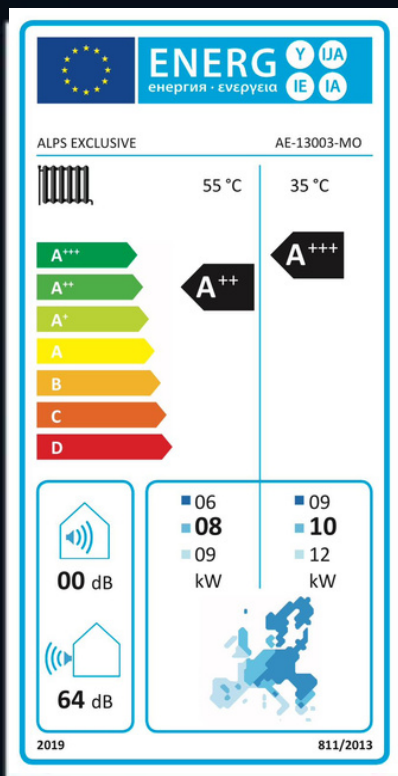 ENERG Y IJA
енергия · ενεργεια IE IA
ALPS EXCLUSIVE AE-13003-MO
55 °C 35 °C
A+++ A+++
A++ A++
A+
A
B
C
D
06 09
08 10
09 12
kW kW
00 dB
64 dB
2019 811/2013